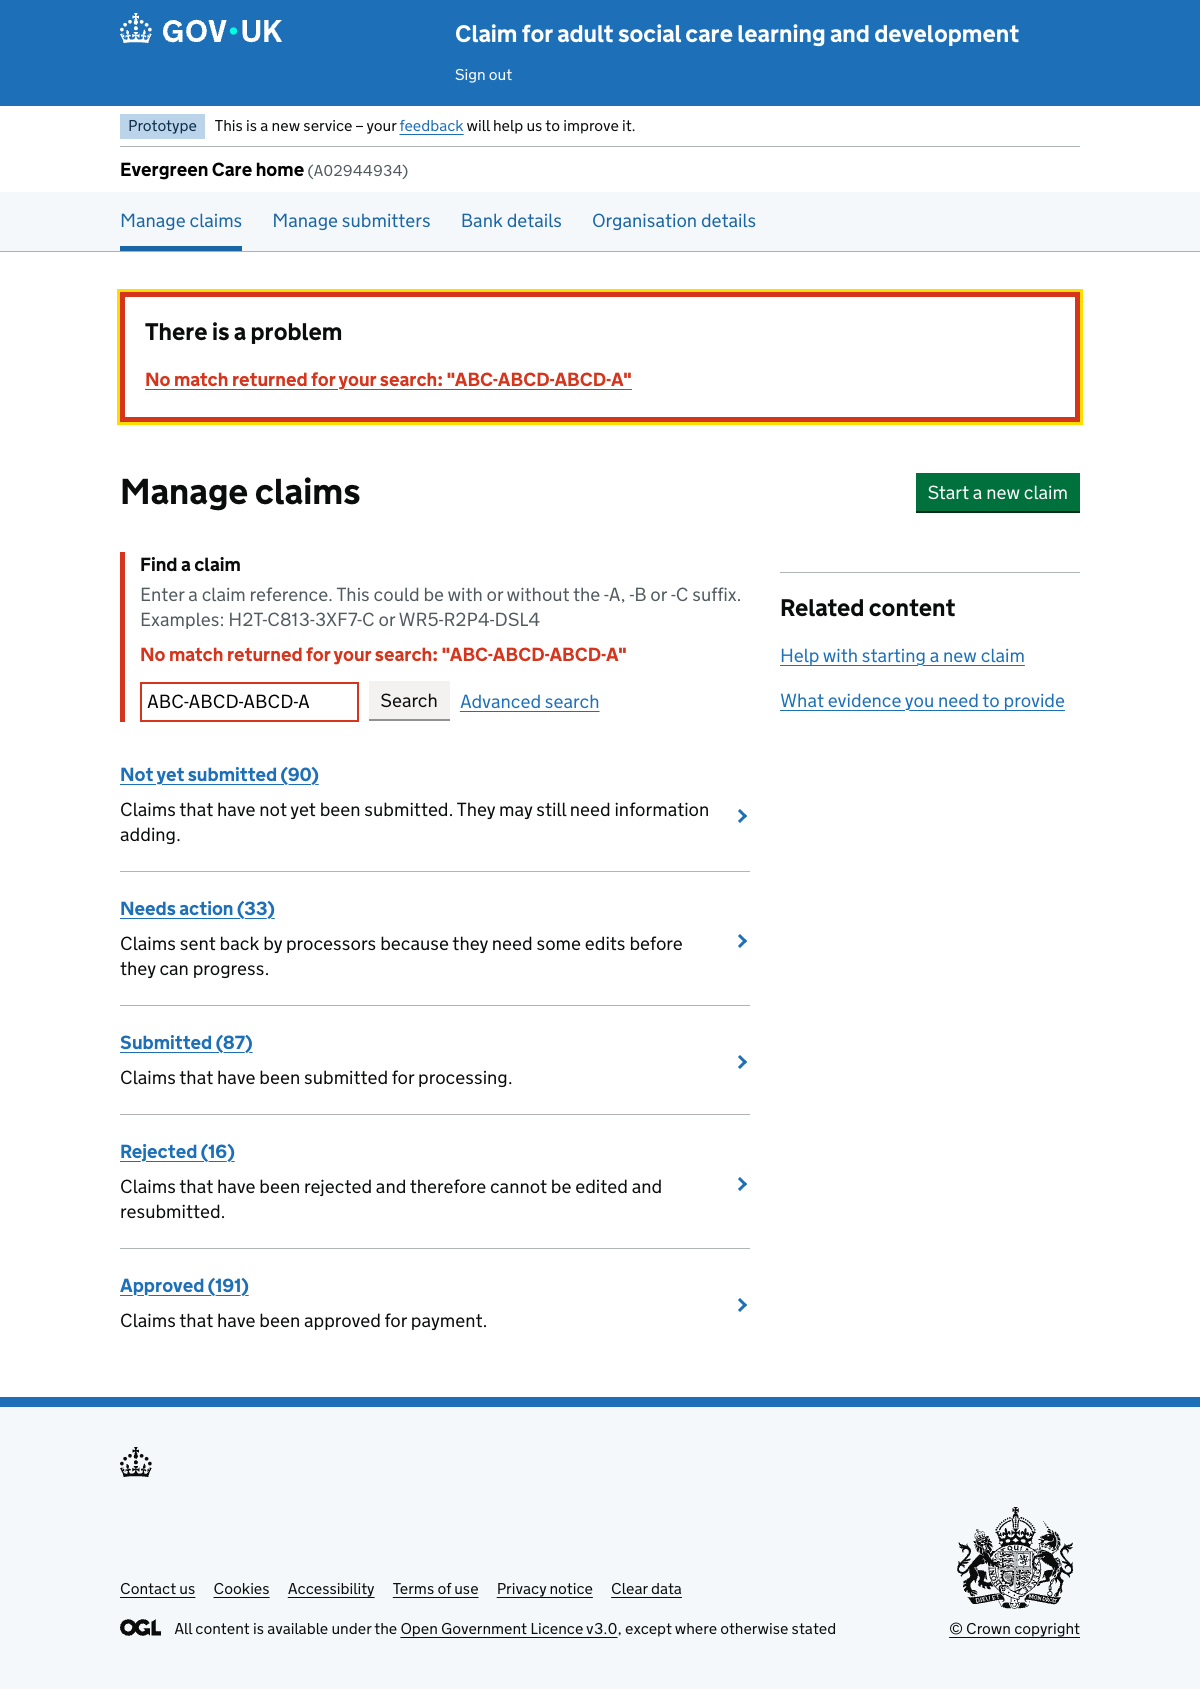 GOV·UK
Claim for adult social care learning and development
Sign out
Prototype This is a new service – your feedback will help us to improve it.
Evergreen Care home (A02944934)
Manage claims Manage submitters Bank details Organisation details
There is a problem
No match returned for your search: "ABC-ABCD-ABCD-A"
Manage claims
Start a new claim
Find a claim
Enter a claim reference. This could be with or without the -A, -B or -C suffix.
Examples: H2T-C813-3XF7-C or WR5-R2P4-DSL4
No match returned for your search: "ABC-ABCD-ABCD-A"
ABC-ABCD-ABCD-A Search Advanced search
Related content
Help with starting a new claim
What evidence you need to provide
Not yet submitted (90)
Claims that have not yet been submitted. They may still need information
adding.
Needs action (33)
Claims sent back by processors because they need some edits before
they can progress.
Submitted (87)
Claims that have been submitted for processing.
Rejected (16)
Claims that have been rejected and therefore cannot be edited and
resubmitted.
Approved (191)
Claims that have been approved for payment.
Contact us Cookies Accessibility Terms of use Privacy notice Clear data
OGL All content is available under the Open Government Licence v3.0, except where otherwise stated
© Crown copyright